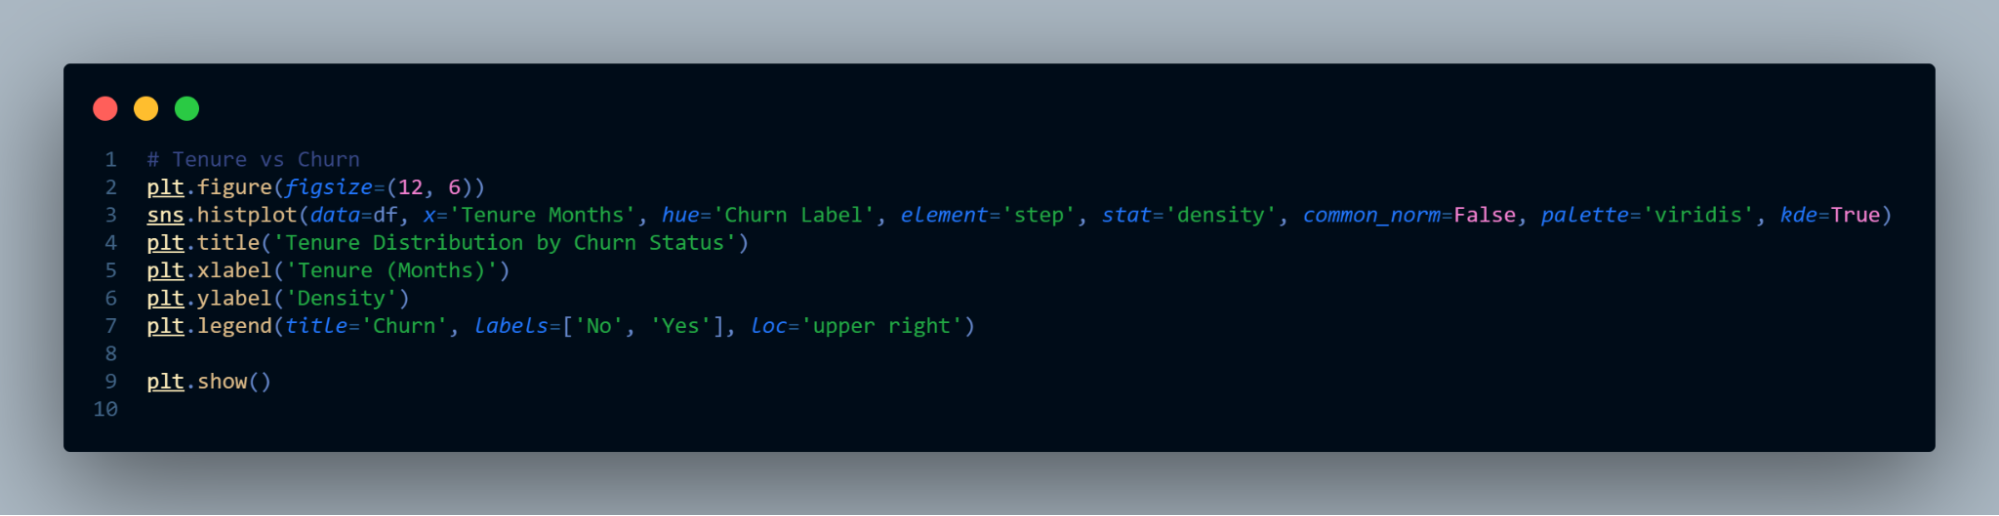 1 # Tenure vs Churn
2 plt.figure(figsize=(12, 6))
3 sns.histplot(data=df, x='Tenure Months', hue='Churn Label', element='step', stat='density', common_norm=False, palette='viridis', kde=True)
4 plt.title('Tenure Distribution by Churn Status')
5 plt.xlabel('Tenure (Months)')
6 plt.ylabel('Density')
7 plt.legend(title='Churn', labels=['No', 'Yes'], loc='upper right')
8
9 plt.show()
10